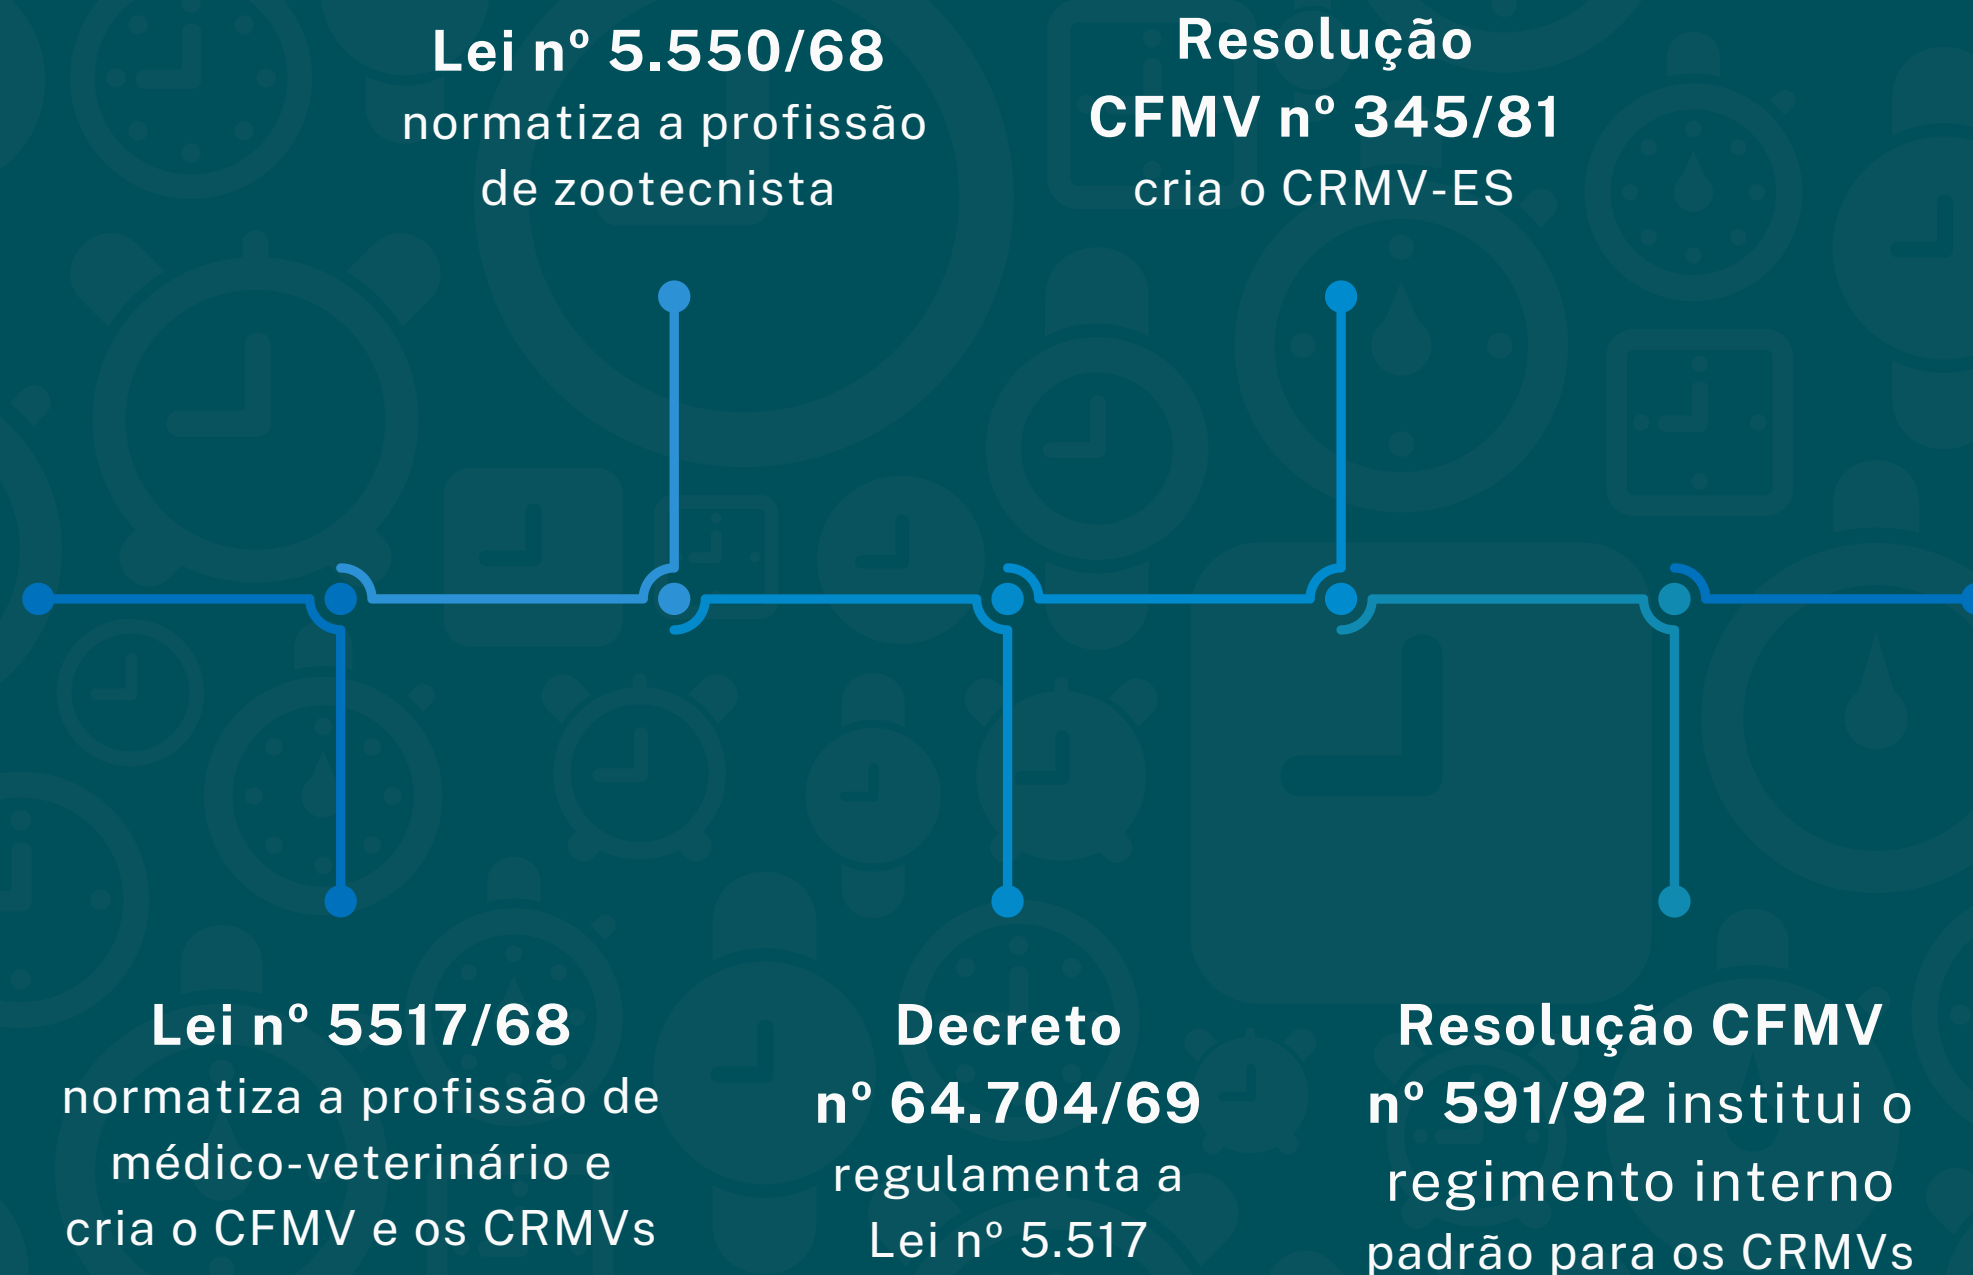 Lei nº 5.550/68
normatiza a profissão
de zootecnista
Resolução
CFMV nº 345/81
cria o CRMV-ES
Lei nº 5517/68
normatiza a profissão de
médico-veterinário e
cria o CFMV e os CRMVs
Decreto
nº 64.704/69
regulamenta a
Lei nº 5.517
Resolução CFMV
nº 591/92 institui o
regimento interno
padrão para os CRMVs